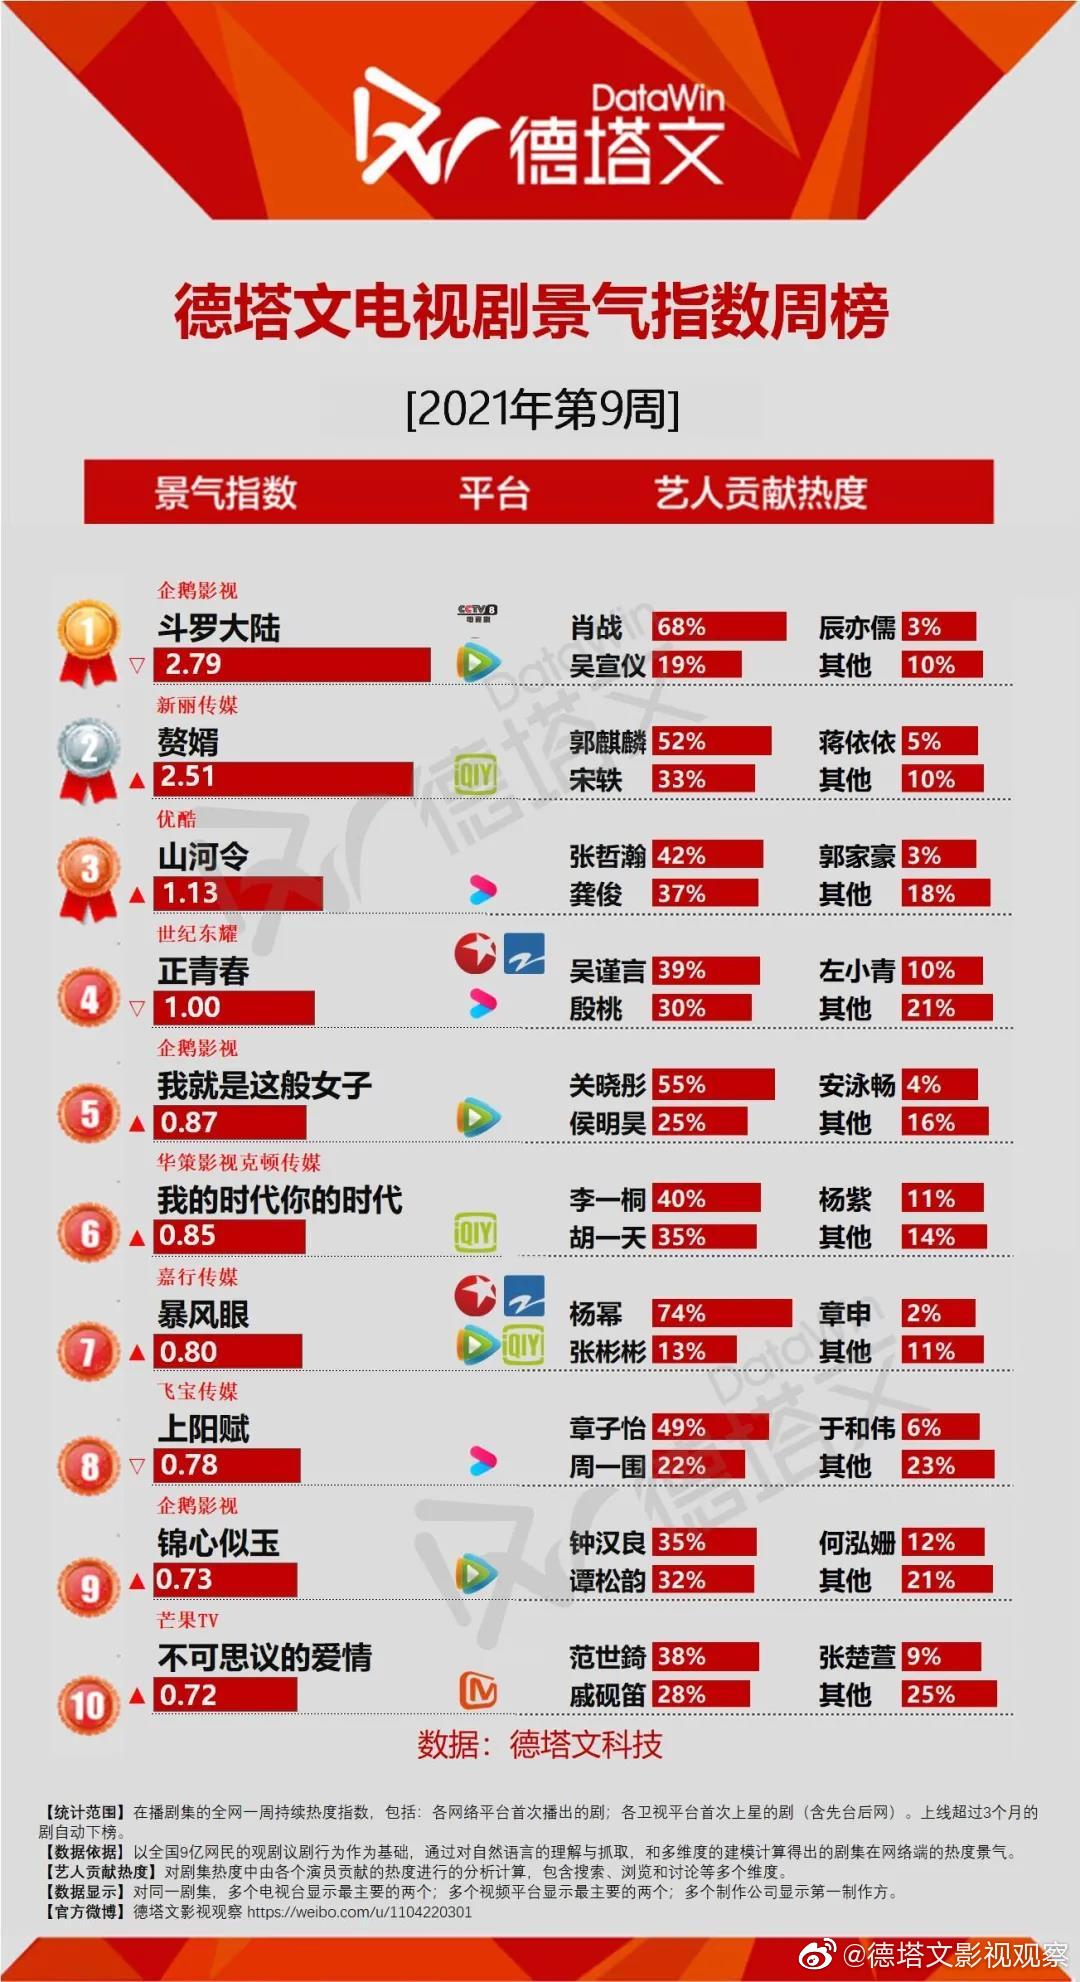 DataWin
德塔文
德塔文电视剧景气指数周榜
[2021年第9周]
景气指数 平台 艺人贡献热度
企鹅影视
1 斗罗大陆 CCTV 8 电视剧 肖战 68% 辰亦儒 3%
▽ 2.79 吴宣仪 19% 其他 10%
新丽传媒
2 赘婿 郭麒麟 52% 蒋依依 5%
▲ 2.51 iQIY 宋轶 33% 其他 10%
优酷
3 山河令 张哲瀚 42% 郭家豪 3%
▲ 1.13 龚俊 37% 其他 18%
世纪东耀
4 正青春 吴谨言 39% 左小青 10%
▽ 1.00 殷桃 30% 其他 21%
企鹅影视
5 我就是这般女子 关晓彤 55% 安泳畅 4%
▲ 0.87 侯明昊 25% 其他 16%
华策影视克顿传媒
6 我的时代你的时代 李一桐 40% 杨紫 11%
▲ 0.85 iQIY 胡一天 35% 其他 14%
嘉行传媒
7 暴风眼 杨幂 74% 章申 2%
▲ 0.80 iQIY 张彬彬 13% 其他 11%
飞宝传媒
8 上阳赋 章子怡 49% 于和伟 6%
▽ 0.78 周一围 22% 其他 23%
企鹅影视
9 锦心似玉 钟汉良 35% 何泓姗 12%
▲ 0.73 谭松韵 32% 其他 21%
芒果TV
10 不可思议的爱情 范世錡 38% 张楚萱 9%
▲ 0.72 戚砚笛 28% 其他 25%
数据：德塔文科技
【统计范围】在播剧集的全网一周持续热度指数，包括：各网络平台首次播出的剧；各卫视平台首次上星的剧（含先台后网）。上线超过3个月的
剧自动下榜。
【数据依据】以全国9亿网民的观剧议剧行为作为基础，通过对自然语言的理解与抓取，和多维度的建模计算得出的剧集在网络端的热度景气。
【艺人贡献热度】对剧集热度中由各个演员贡献的热度进行的分析计算，包含搜索、浏览和讨论等多个维度。
【数据显示】对同一剧集，多个电视台显示最主要的两个；多个视频平台显示最主要的两个；多个制作公司显示第一制作方。
【官方微博】德塔文影视观察 https://weibo.com/u/1104220301
@德塔文影视观察
DataWin
德塔文
DataWin
德塔文